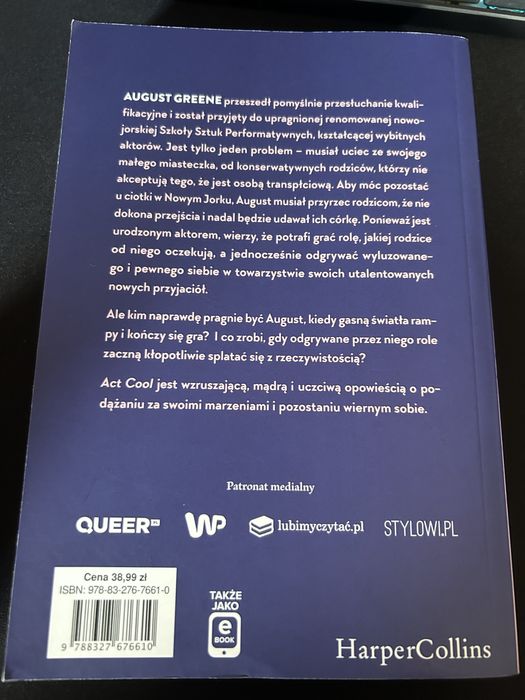 AUGUST GREENE przeszedł pomyślnie przesłuchanie kwali-
fikacyjne i został przyjęty do upragnionej renomowanej nowo-
jorskiej Szkoły Sztuk Performatywnych, kształcącej wybitnych
aktorów. Jest tylko jeden problem – musiał uciec ze swojego
małego miasteczka, od konserwatywnych rodziców, którzy nie
akceptują tego, że jest osobą transpłciową. Aby móc pozostać
u ciotki w Nowym Jorku, August musiał przyrzec rodzicom, że nie
dokona przejścia i nadal będzie udawał ich córkę. Ponieważ jest
urodzonym aktorem, wierzy, że potrafi grać rolę, jakiej rodzice
od niego oczekują, a jednocześnie odgrywać wyluzowane-
go i pewnego siebie w towarzystwie swoich utalentowanych
nowych przyjaciół.
Ale kim naprawdę pragnie być August, kiedy gasną światła ram-
py i kończy się gra? I co zrobi, gdy odgrywane przez niego role
zaczną kłopotliwie splatać się z rzeczywistością?
Act Cool jest wzruszającą, mądrą i uczciwą opowieścią o po-
dążaniu za swoimi marzeniami i pozostaniu wiernym sobie.
Patronat medialny
QUEER.PL WP lubimyczytać.pl STYLOWI.PL
Cena 38,99 zł
ISBN: 978-83-276-7661-0
9 788327 676610
TAKŻE
JAKO
e
BOOK
HarperCollins